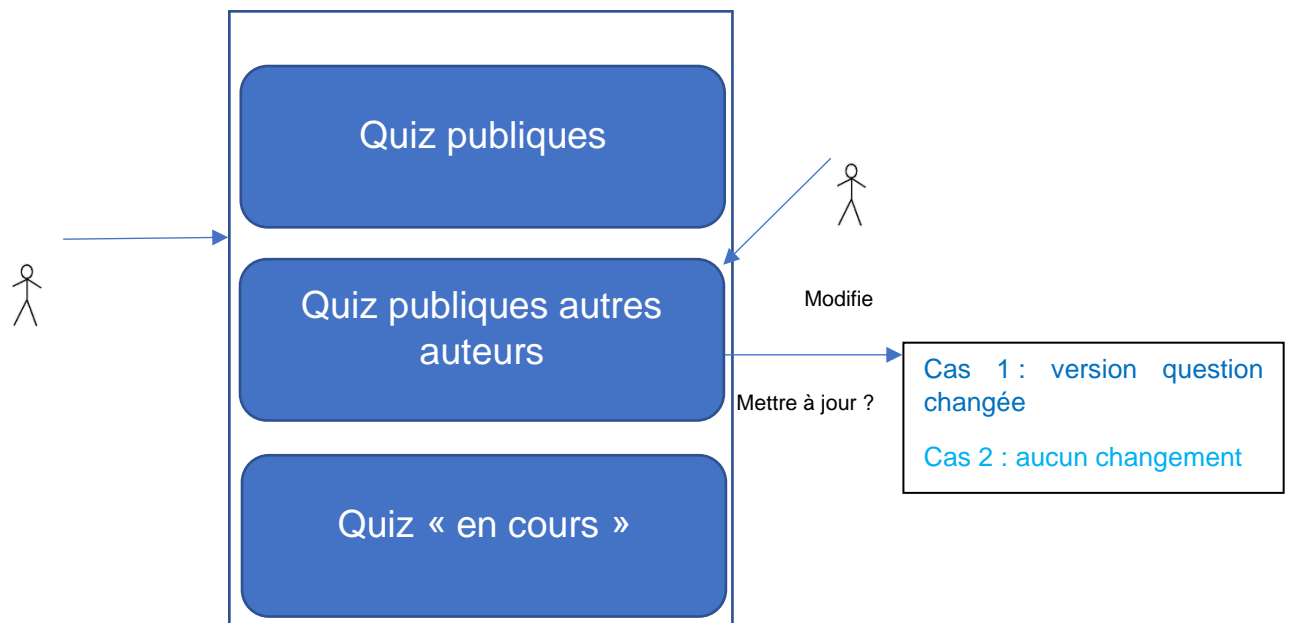 Quiz publiques
Quiz publiques autres
auteurs
Modifie
Mettre à jour ?
Cas 1 : version question
changée
Cas 2 : aucun changement
Quiz « en cours »